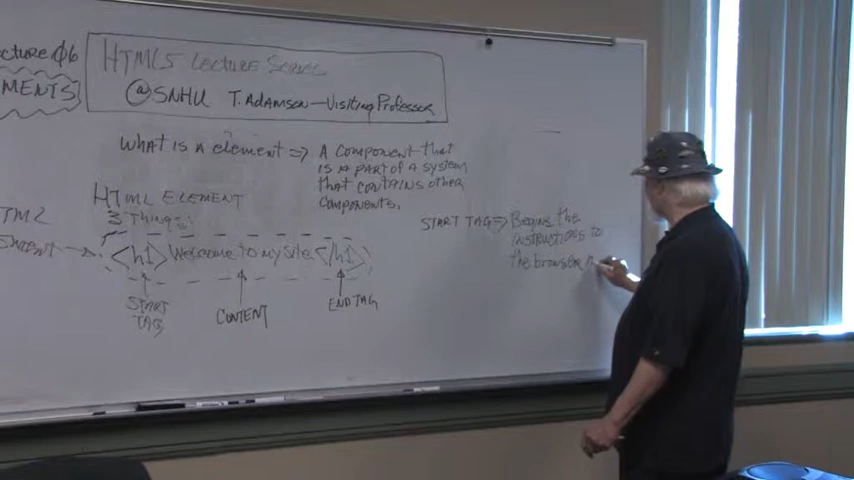 ecture 06
MENTS
HTML5 Lecture Series
@SNHU T. Adamson - Visiting Professor
What is a element => A component that
is a part of a system
that contains other
components.
HTML ELEMENT
3 Things:
<h1> Welcome to my site </h1>
START
TAG
CONTENT
END TAG
START TAG => Begins the
instructions to
the browser